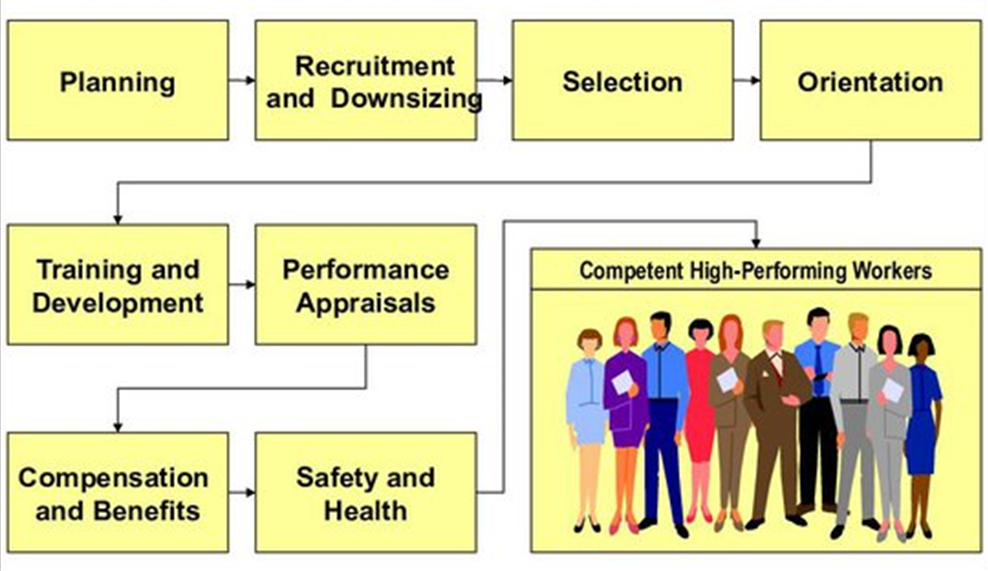 Planning
Recruitment
and Downsizing
Selection
Orientation
Training and
Development
Performance
Appraisals
Competent High-Performing Workers
Compensation
and Benefits
Safety and
Health